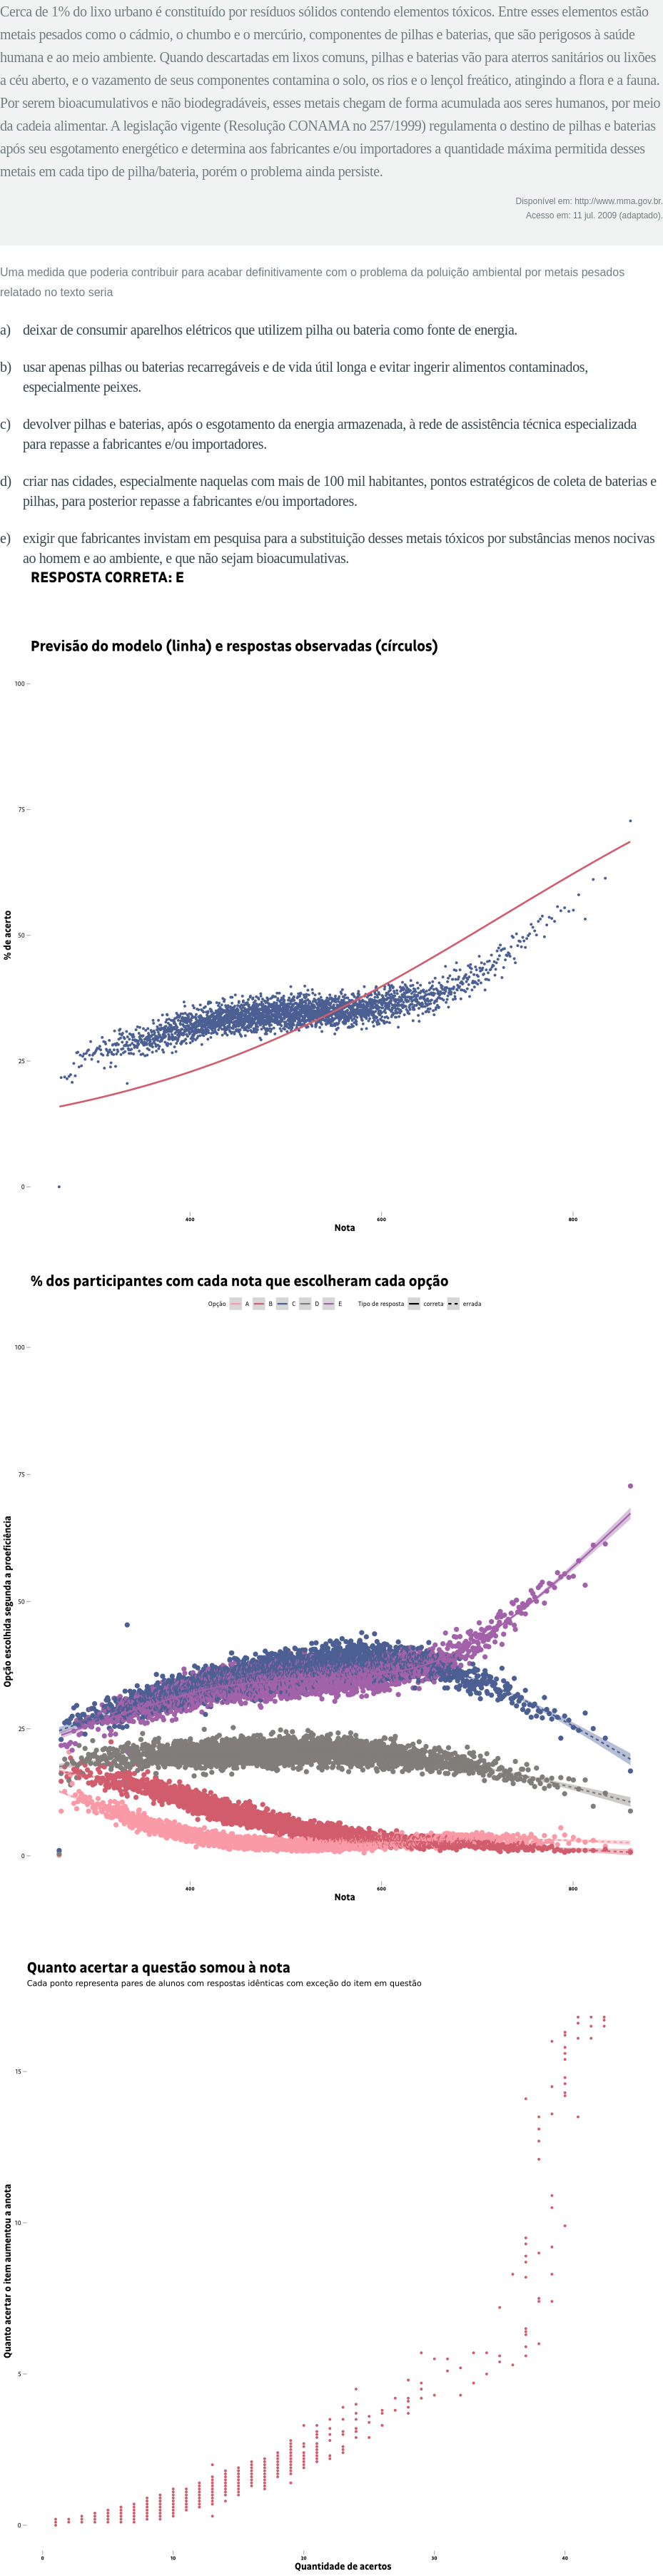 Cerca de 1% do lixo urbano é constituído por resíduos sólidos contendo elementos tóxicos. Entre esses elementos estão
metais pesados como o cádmio, o chumbo e o mercúrio, componentes de pilhas e baterias, que são perigosos à saúde
humana e ao meio ambiente. Quando descartadas em lixos comuns, pilhas e baterias vão para aterros sanitários ou lixões
a céu aberto, e o vazamento de seus componentes contamina o solo, os rios e o lençol freático, atingindo a flora e a fauna.
Por serem bioacumulativos e não biodegradáveis, esses metais chegam de forma acumulada aos seres humanos, por meio
da cadeia alimentar. A legislação vigente (Resolução CONAMA no 257/1999) regulamenta o destino de pilhas e baterias
após seu esgotamento energético e determina aos fabricantes e/ou importadores a quantidade máxima permitida desses
metais em cada tipo de pilha/bateria, porém o problema ainda persiste.
Disponível em: http://www.mma.gov.br.
Acesso em: 11 jul. 2009 (adaptado).
Uma medida que poderia contribuir para acabar definitivamente com o problema da poluição ambiental por metais pesados
relatado no texto seria
a) deixar de consumir aparelhos elétricos que utilizem pilha ou bateria como fonte de energia.
b) usar apenas pilhas ou baterias recarregáveis e de vida útil longa e evitar ingerir alimentos contaminados,
especialmente peixes.
c) devolver pilhas e baterias, após o esgotamento da energia armazenada, à rede de assistência técnica especializada
para repasse a fabricantes e/ou importadores.
d) criar nas cidades, especialmente naquelas com mais de 100 mil habitantes, pontos estratégicos de coleta de baterias e
pilhas, para posterior repasse a fabricantes e/ou importadores.
e) exigir que fabricantes invistam em pesquisa para a substituição desses metais tóxicos por substâncias menos nocivas
ao homem e ao ambiente, e que não sejam bioacumulativas.
RESPOSTA CORRETA: E
Previsão do modelo (linha) e respostas observadas (círculos)
100
75
50
25
0
% de acerto
400 600 800
Nota
% dos participantes com cada nota que escolheram cada opção
Opção A B C D E Tipo de resposta correta errada
100
75
50
25
0
Opção escolhida segunda a proeficiência
400 600 800
Nota
Quanto acertar a questão somou à nota
Cada ponto representa pares de alunos com respostas idênticas com exceção do item em questão
15
10
5
0
Quanto acertar o item aumentou a anota
0 10 20 30 40
Quantidade de acertos